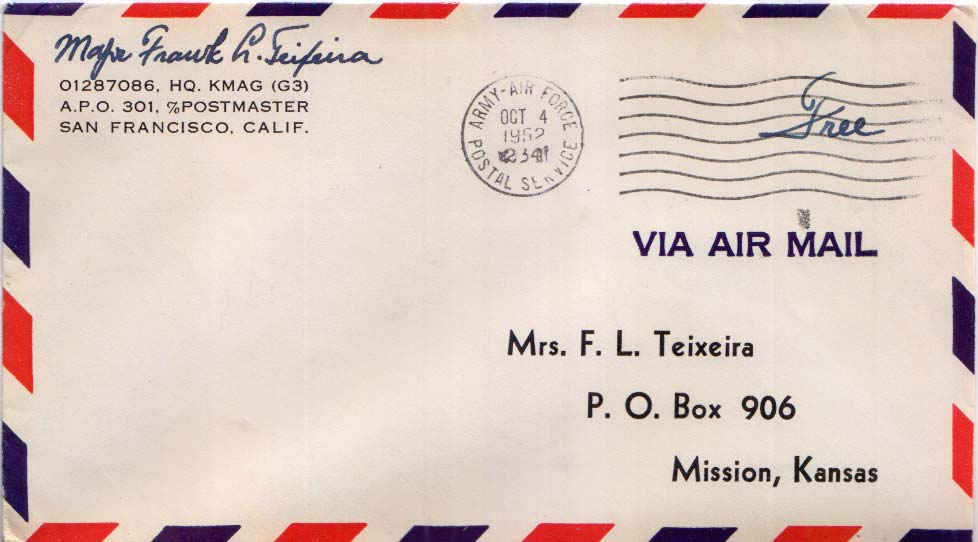 Major Frank L. Teixeira
01287086, HQ. KMAG (G3)
A.P.O. 301, %POSTMASTER
SAN FRANCISCO, CALIF.
ARMY-AIR FORCE
OCT 4
1952
POSTAL SERVICE
Free
VIA AIR MAIL
Mrs. F. L. Teixeira
P. O. Box 906
Mission, Kansas